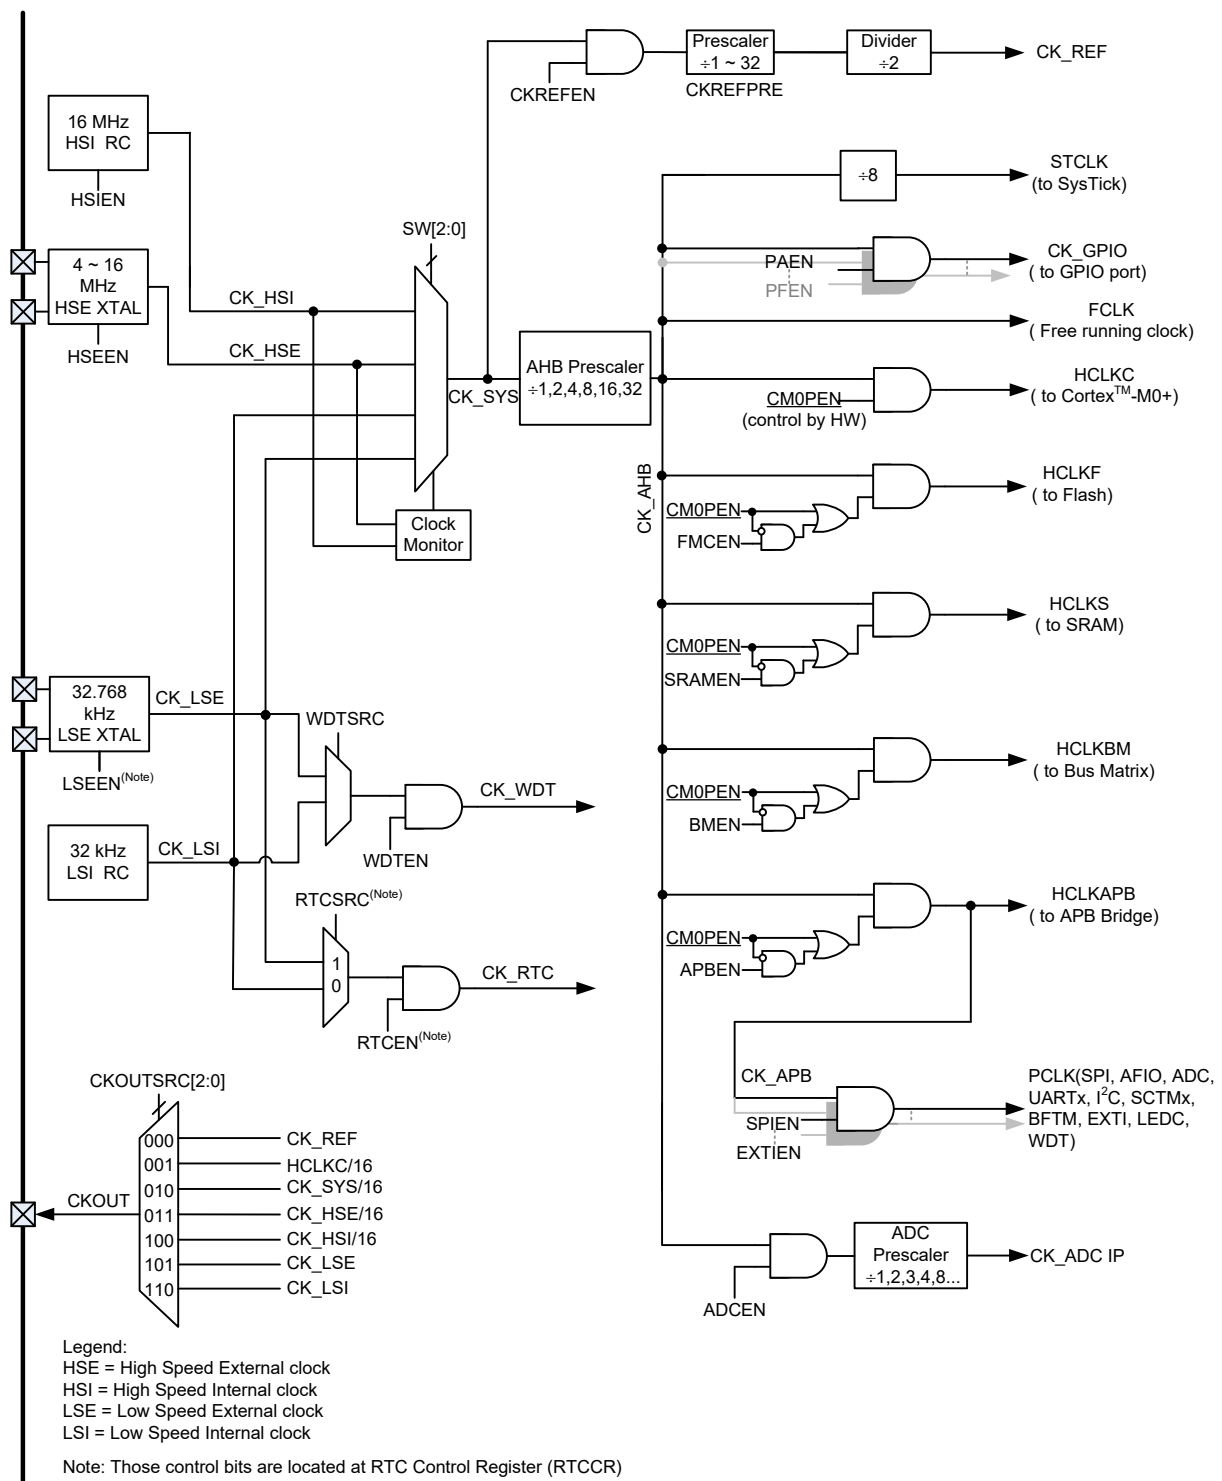 Prescaler
÷1 ~ 32
Divider
÷2
CK_REF
CKREFEN
CKREFPRE
16 MHz
HSI RC
HSIEN
÷8
STCLK
(to SysTick)
SW[2:0]
4 ~ 16
MHz
HSE XTAL
HSEEN
PAEN
PFEN
CK_GPIO
( to GPIO port)
CK_HSI
FCLK
( Free running clock)
CK_HSE
AHB Prescaler
÷1,2,4,8,16,32
CK_SYS
CM0PEN
(control by HW)
HCLKC
( to Cortex™-M0+)
CK_AHB
Clock
Monitor
CM0PEN
FMCEN
HCLKF
( to Flash)
CM0PEN
SRAMEN
HCLKS
( to SRAM)
32.768
kHz
LSE XTAL
LSEEN(Note)
CK_LSE
WDTSRC
CK_WDT
WDTEN
CM0PEN
BMEN
HCLKBM
( to Bus Matrix)
32 kHz
LSI RC
CK_LSI
RTCSRC(Note)
1
0
CK_RTC
RTCEN(Note)
CM0PEN
APBEN
HCLKAPB
( to APB Bridge)
CK_APB
SPIEN
EXTIEN
PCLK(SPI, AFIO, ADC,
UARTx, I²C, SCTMx,
BFTM, EXTI, LEDC,
WDT)
CKOUTSRC[2:0]
000 CK_REF
001 HCLKC/16
010 CK_SYS/16
CKOUT 011 CK_HSE/16
100 CK_HSI/16
101 CK_LSE
110 CK_LSI
ADC
Prescaler
÷1,2,3,4,8...
CK_ADC IP
ADCEN
Legend:
HSE = High Speed External clock
HSI = High Speed Internal clock
LSE = Low Speed External clock
LSI = Low Speed Internal clock
Note: Those control bits are located at RTC Control Register (RTCCR)